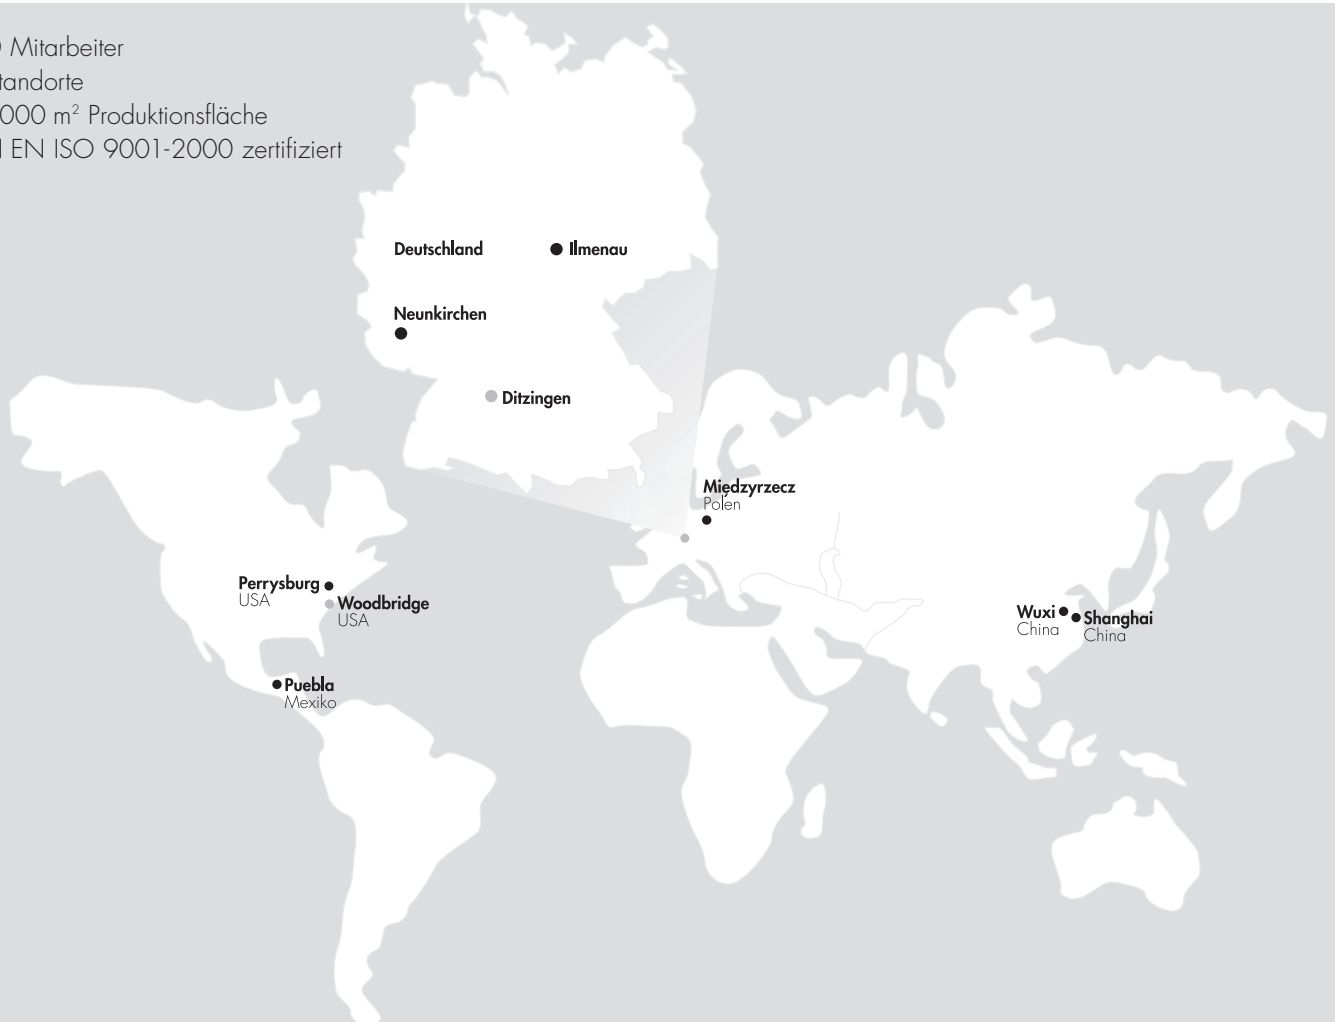 Mitarbeiter
tandorte
000 m² Produktionsfläche
EN ISO 9001-2000 zertifiziert
Deutschland
Ilmenau
Neunkirchen
Ditzingen
Międzyrzecz
Polen
Perrysburg
USA
Woodbridge
USA
Wuxi
China
Shanghai
China
Puebla
Mexiko